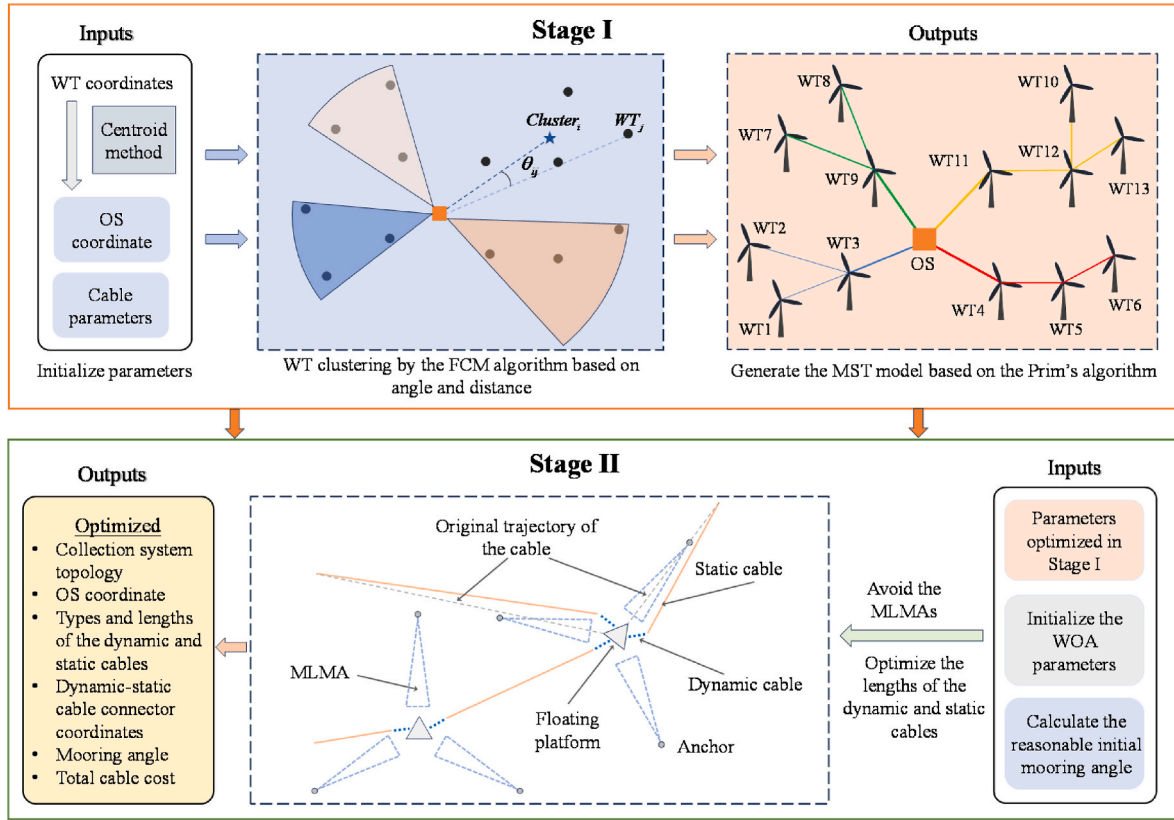 Stage I
Inputs
WT coordinates
Centroid
method
OS
coordinate
Cable
parameters
Initialize parameters
Cluster_i
WT_j
θ_ij
WT clustering by the FCM algorithm based on
angle and distance
Outputs
WT8
WT10
WT7
WT11
WT12
WT9
WT13
WT2
WT3
OS
WT4
WT6
WT1
WT5
Generate the MST model based on the Prim's algorithm
Stage II
Outputs
Optimized
• Collection system
topology
• OS coordinate
• Types and lengths
of the dynamic and
static cables
• Dynamic-static
cable connector
coordinates
• Mooring angle
• Total cable cost
Original trajectory of
the cable
Static cable
MLMA
Dynamic cable
Floating
platform
Anchor
Avoid the
MLMAs
Optimize the
lengths of the
dynamic and static
cables
Inputs
Parameters
optimized in
Stage I
Initialize the
WOA
parameters
Calculate the
reasonable initial
mooring angle